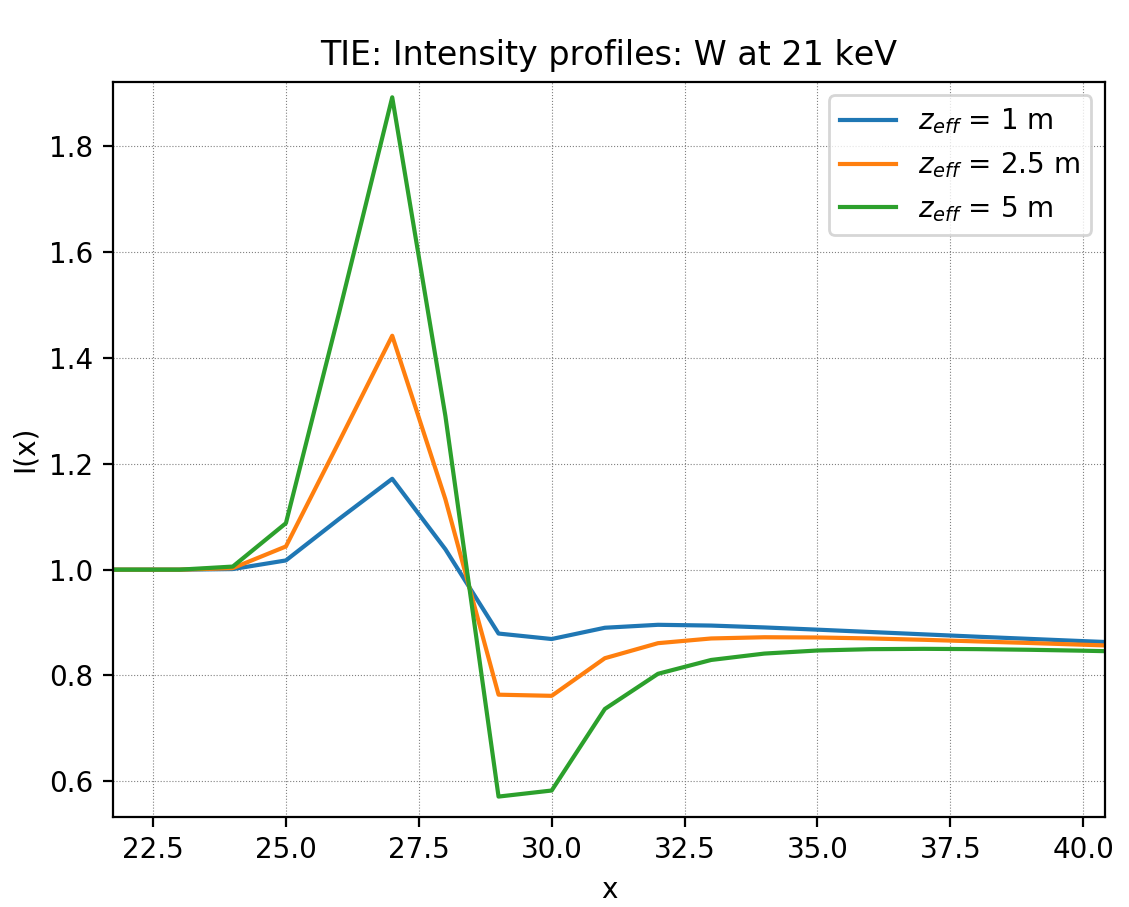 TIE: Intensity profiles: W at 21 keV
z_eff = 1 m
z_eff = 2.5 m
z_eff = 5 m
I(x)
1.8
1.6
1.4
1.2
1.0
0.8
0.6
22.5 25.0 27.5 30.0 32.5 35.0 37.5 40.0
x